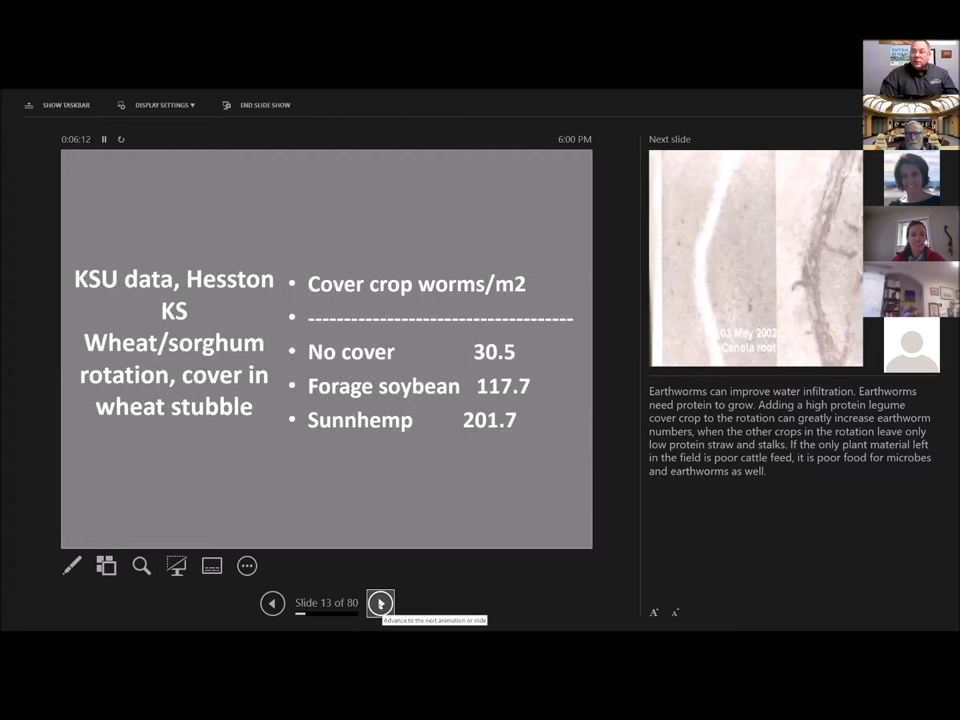 SHOW TASKBAR
DISPLAY SETTINGS ▾
END SLIDE SHOW
0:06:12
6:00 PM
KSU data, Hesston
KS
Wheat/sorghum
rotation, cover in
wheat stubble
• Cover crop worms/m2
• -------------------------------------
• No cover 30.5
• Forage soybean 117.7
• Sunnhemp 201.7
Slide 13 of 80
Advance to the next animation or slide
Next slide
03 May 2002
Canola root
Earthworms can improve water infiltration. Earthworms
need protein to grow. Adding a high protein legume
cover crop to the rotation can greatly increase earthworm
numbers, when the other crops in the rotation leave only
low protein straw and stalks. If the only plant material left
in the field is poor cattle feed, it is poor food for microbes
and earthworms as well.
A
A